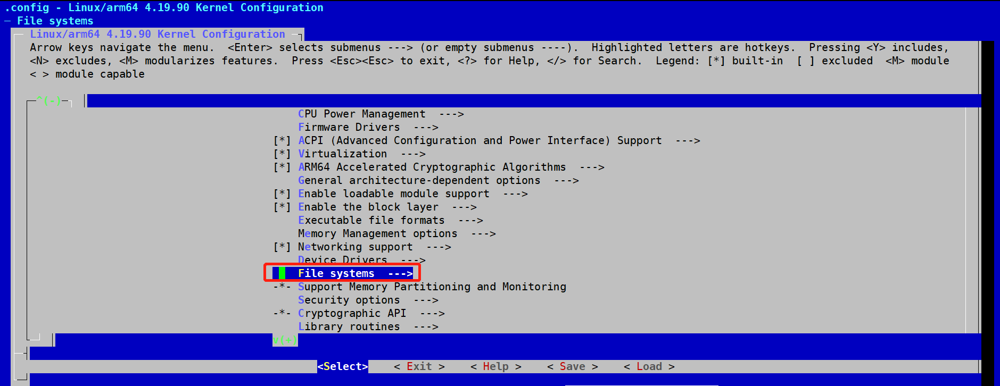 .config - Linux/arm64 4.19.90 Kernel Configuration
─ File systems
Linux/arm64 4.19.90 Kernel Configuration
Arrow keys navigate the menu.  <Enter> selects submenus ---> (or empty submenus ----).  Highlighted letters are hotkeys.  Pressing <Y> includes,
<N> excludes, <M> modularizes features.  Press <Esc><Esc> to exit, <?> for Help, </> for Search.  Legend: [*] built-in  [ ] excluded  <M> module
< > module capable
^(-)
CPU Power Management  --->
Firmware Drivers  --->
[*] ACPI (Advanced Configuration and Power Interface) Support  --->
[*] Virtualization  --->
[*] ARM64 Accelerated Cryptographic Algorithms  --->
General architecture-dependent options  --->
[*] Enable loadable module support  --->
[*] Enable the block layer  --->
Executable file formats  --->
Memory Management options  --->
[*] Networking support  --->
Device Drivers  --->
File systems  --->
-*- Support Memory Partitioning and Monitoring
Security options  --->
-*- Cryptographic API  --->
Library routines  --->
v(+)
<Select>    < Exit >    < Help >    < Save >    < Load >